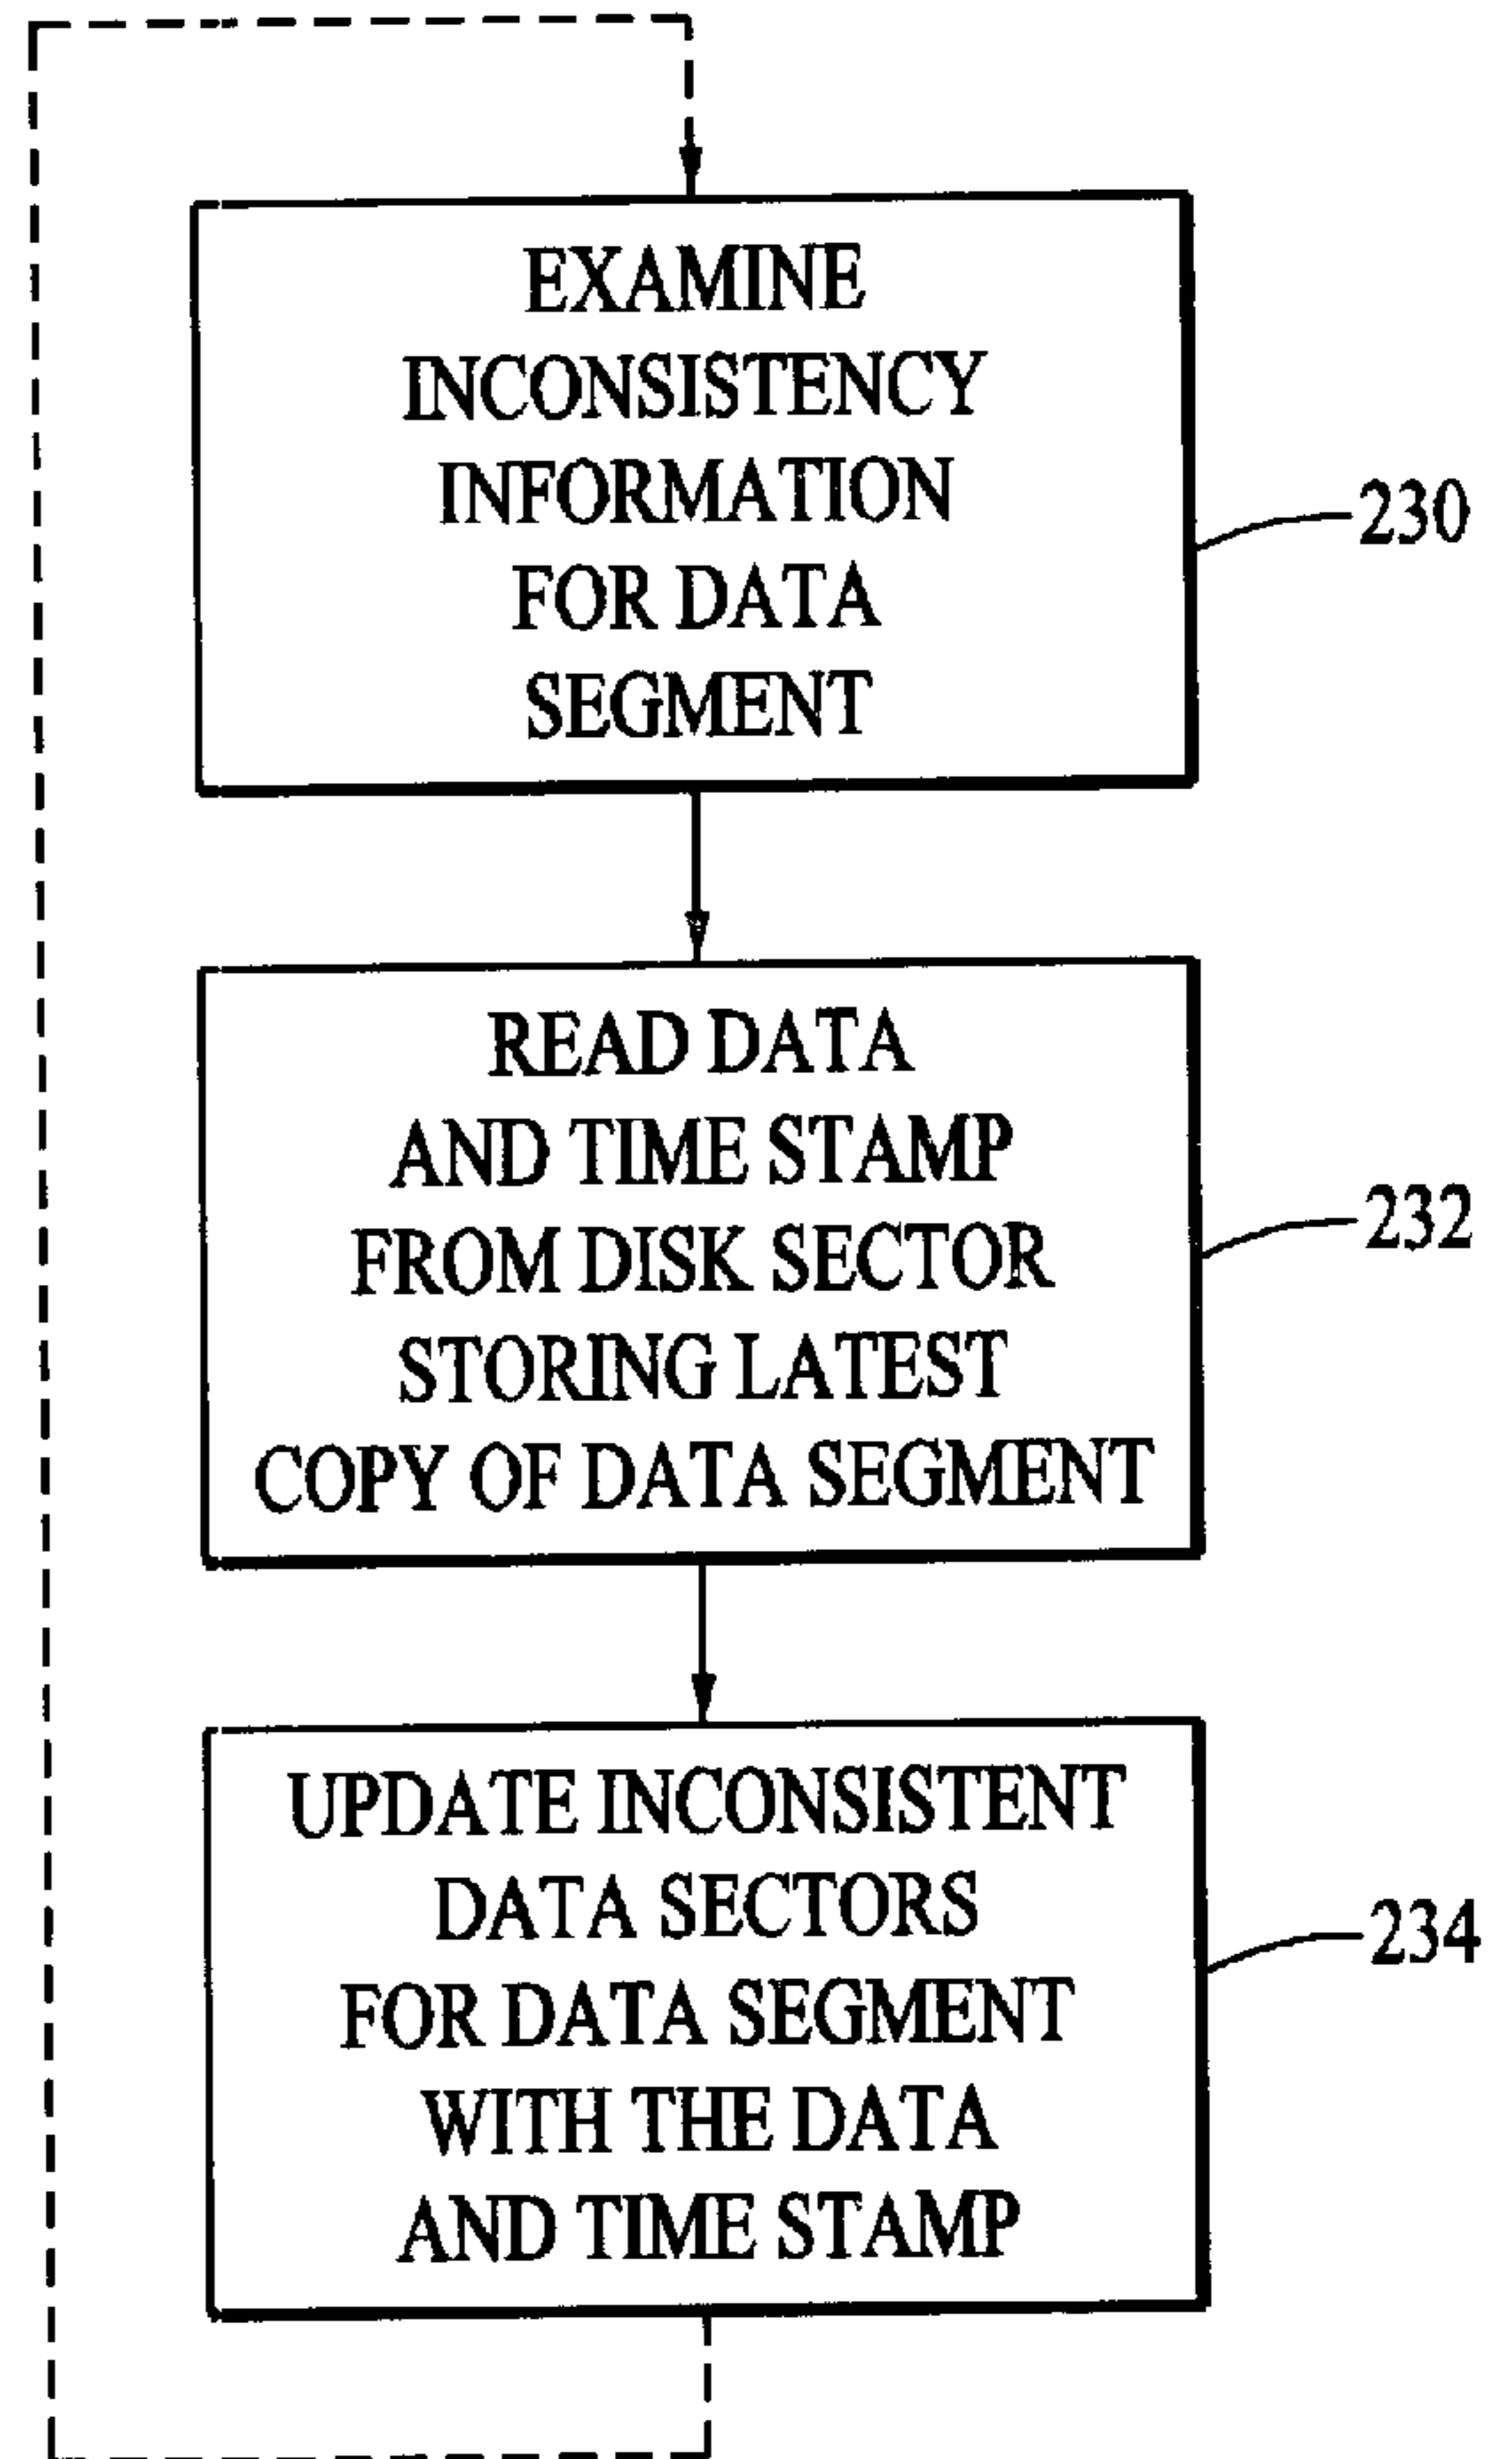 EXAMINE
INCONSISTENCY
INFORMATION
FOR DATA
SEGMENT
230
READ DATA
AND TIME STAMP
FROM DISK SECTOR
STORING LATEST
COPY OF DATA SEGMENT
232
UPDATE INCONSISTENT
DATA SECTORS
FOR DATA SEGMENT
WITH THE DATA
AND TIME STAMP
234